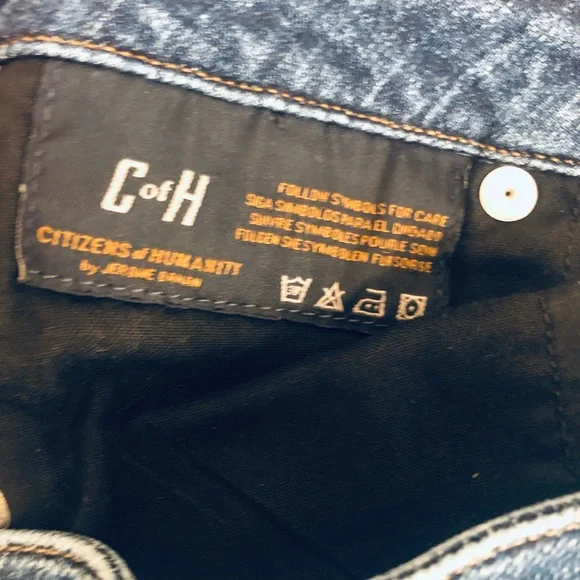 C of H
CITIZENS of HUMANITY
by JEROME DAHAN
FOLLOW SYMBOLS FOR CARE
SIGA SIMBOLOS PARA EL CUIDADO
SUIVRE SYMBOLES POUR LE SOIN
FOLGEN SIE SYMBOLEN FUR SORGE